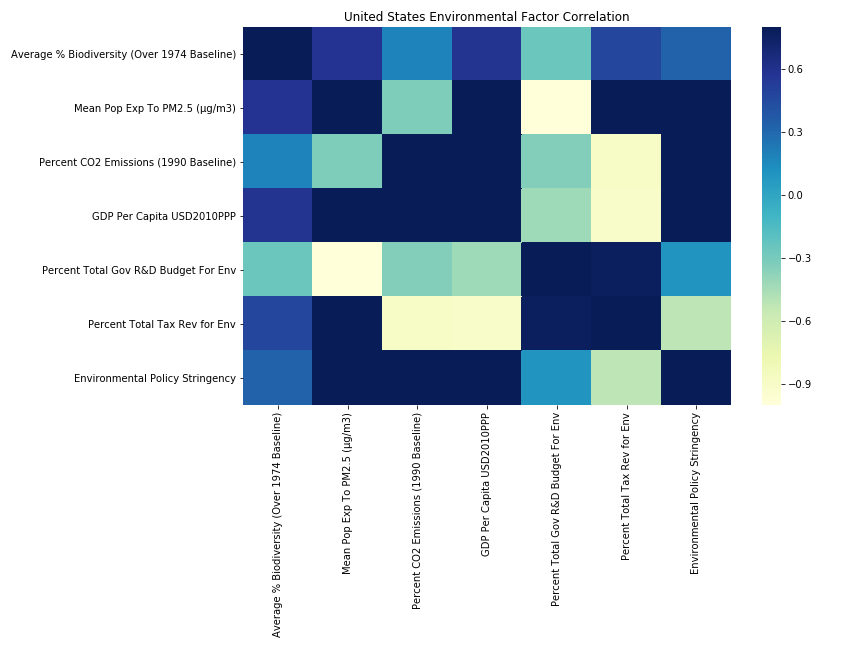 United States Environmental Factor Correlation
Average % Biodiversity (Over 1974 Baseline)
Mean Pop Exp To PM2.5 (µg/m3)
Percent CO2 Emissions (1990 Baseline)
GDP Per Capita USD2010PPP
Percent Total Gov R&D Budget For Env
Percent Total Tax Rev for Env
Environmental Policy Stringency
Average % Biodiversity (Over 1974 Baseline)
Mean Pop Exp To PM2.5 (µg/m3)
Percent CO2 Emissions (1990 Baseline)
GDP Per Capita USD2010PPP
Percent Total Gov R&D Budget For Env
Percent Total Tax Rev for Env
Environmental Policy Stringency
0.6
0.3
0.0
−0.3
−0.6
−0.9